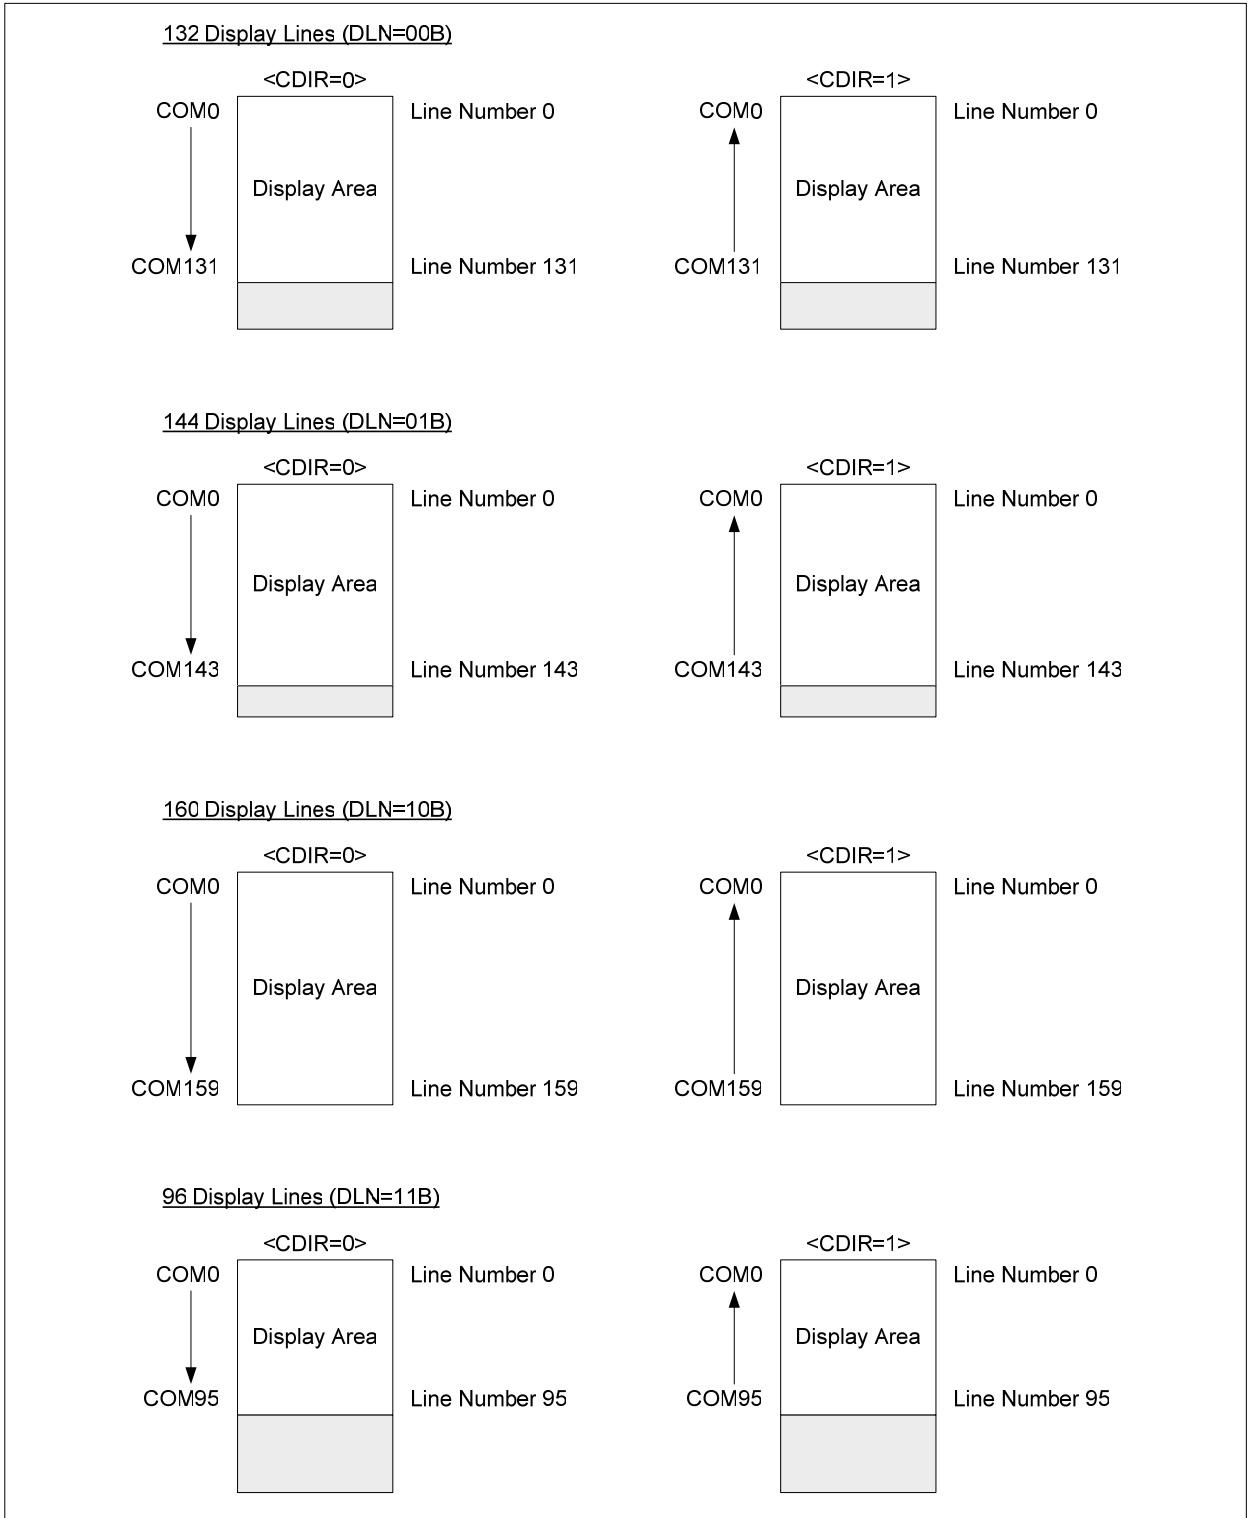 132 Display Lines (DLN=00B)
<CDIR=0> <CDIR=1>
COM0 Line Number 0 COM0 Line Number 0
Display Area Display Area
COM131 Line Number 131 COM131 Line Number 131
144 Display Lines (DLN=01B)
<CDIR=0> <CDIR=1>
COM0 Line Number 0 COM0 Line Number 0
Display Area Display Area
COM143 Line Number 143 COM143 Line Number 143
160 Display Lines (DLN=10B)
<CDIR=0> <CDIR=1>
COM0 Line Number 0 COM0 Line Number 0
Display Area Display Area
COM159 Line Number 159 COM159 Line Number 159
96 Display Lines (DLN=11B)
<CDIR=0> <CDIR=1>
COM0 Line Number 0 COM0 Line Number 0
Display Area Display Area
COM95 Line Number 95 COM95 Line Number 95